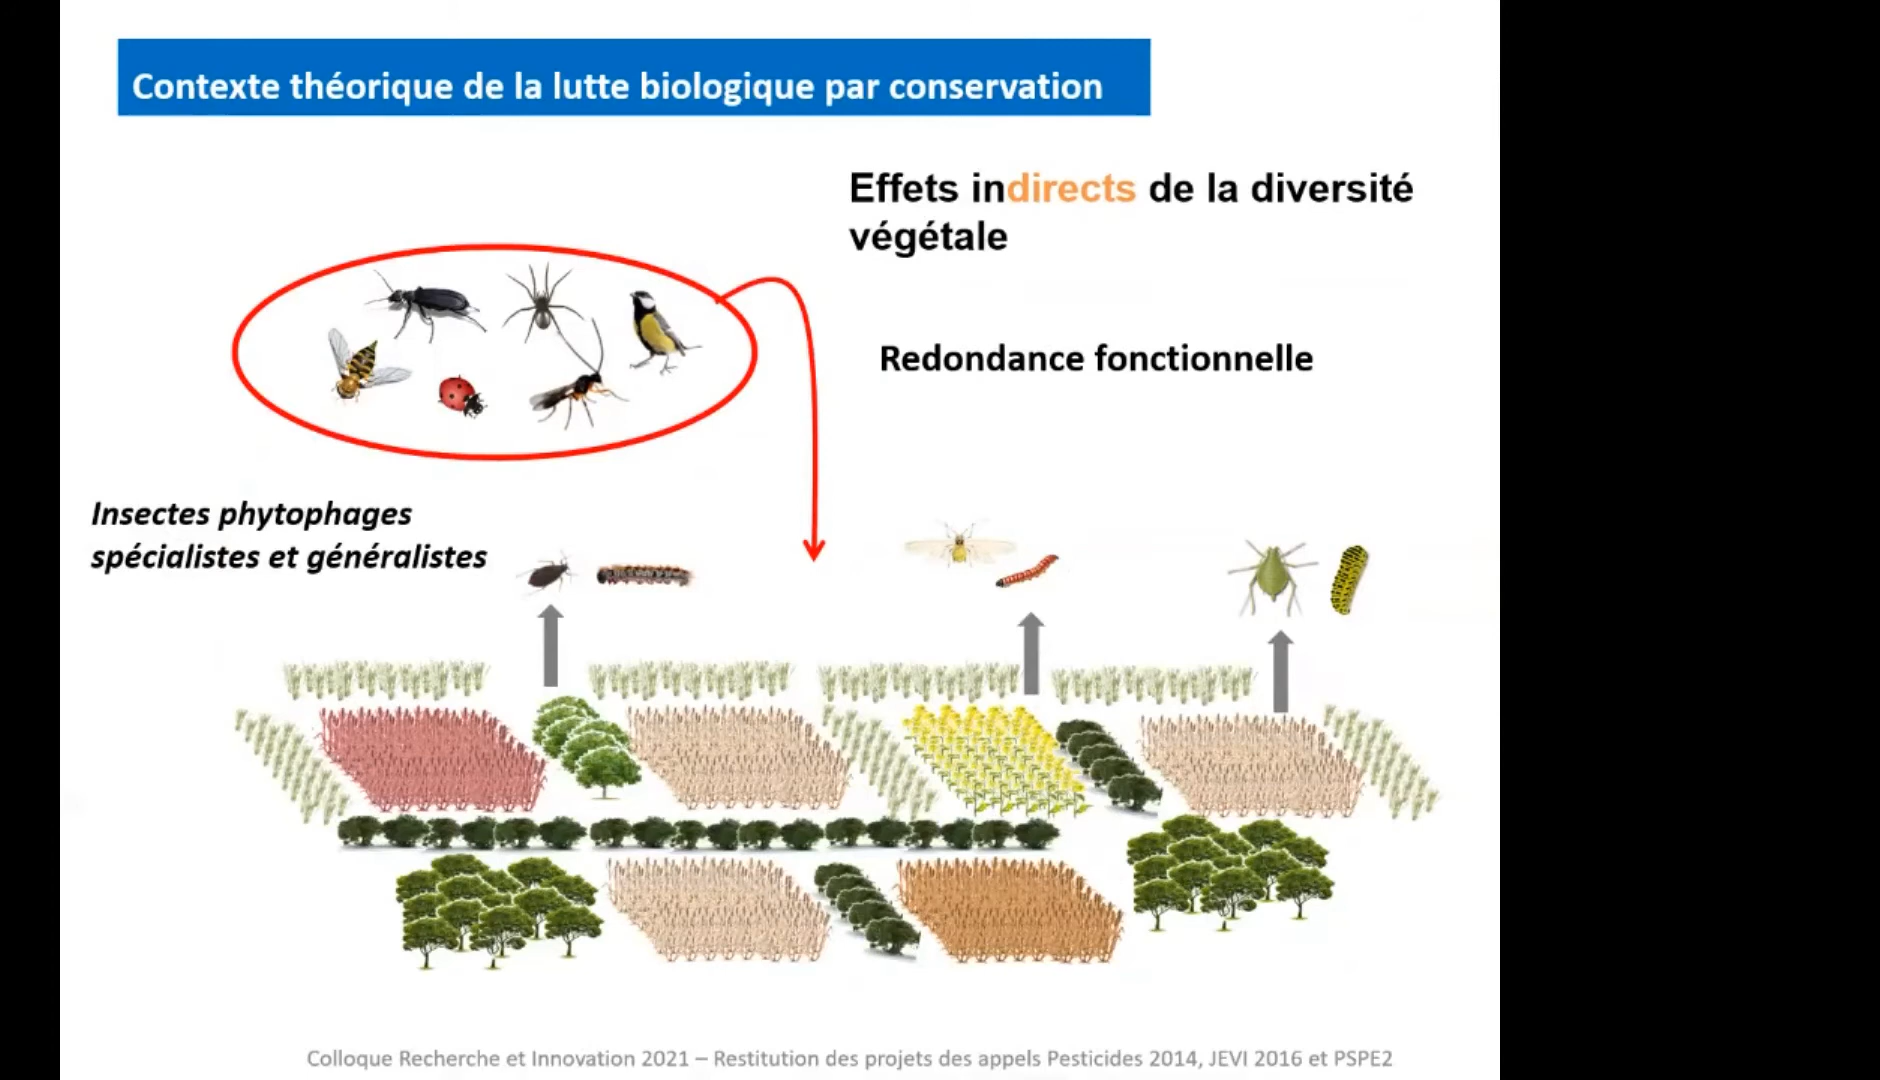 Contexte théorique de la lutte biologique par conservation
Effets indirects de la diversité
végétale
Redondance fonctionnelle
Insectes phytophages
spécialistes et généralistes
Colloque Recherche et Innovation 2021 – Restitution des projets des appels Pesticides 2014, JEVI 2016 et PSPE2